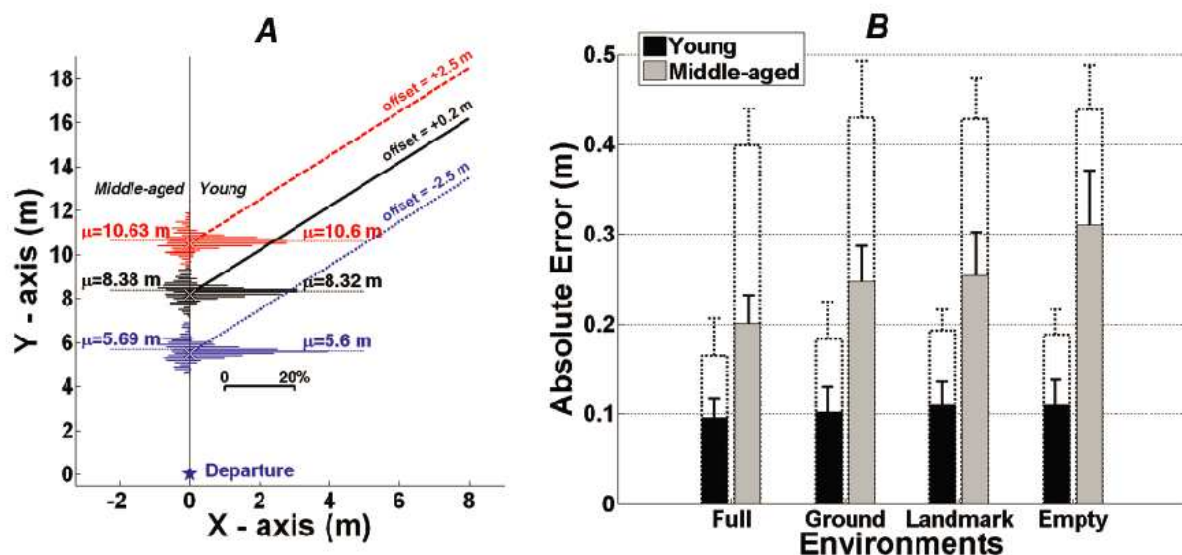 A
18
16
14
12
10
8
6
4
2
0
Y - axis (m)
offset = +2.5 m
offset = +0.2 m
offset = -2.5 m
Middle-aged Young
μ=10.63 m μ=10.6 m
μ=8.38 m μ=8.32 m
μ=5.69 m μ=5.6 m
0 20%
Departure
-2 0 2 4 6 8
X - axis (m)
B
Young
Middle-aged
0.5
0.4
0.3
0.2
0.1
0
Absolute Error (m)
Full Ground Landmark Empty
Environments